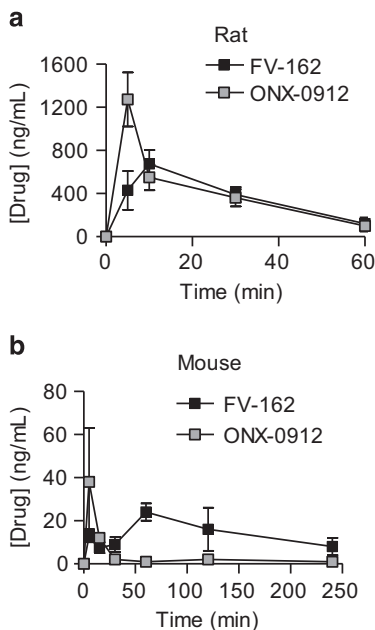 a
Rat
FV-162
ONX-0912
[Drug] (ng/mL)
1600
1200
800
400
0
0 20 40 60
Time (min)
b
Mouse
FV-162
ONX-0912
[Drug] (ng/mL)
80
60
40
20
0
0 50 100 150 200 250
Time (min)